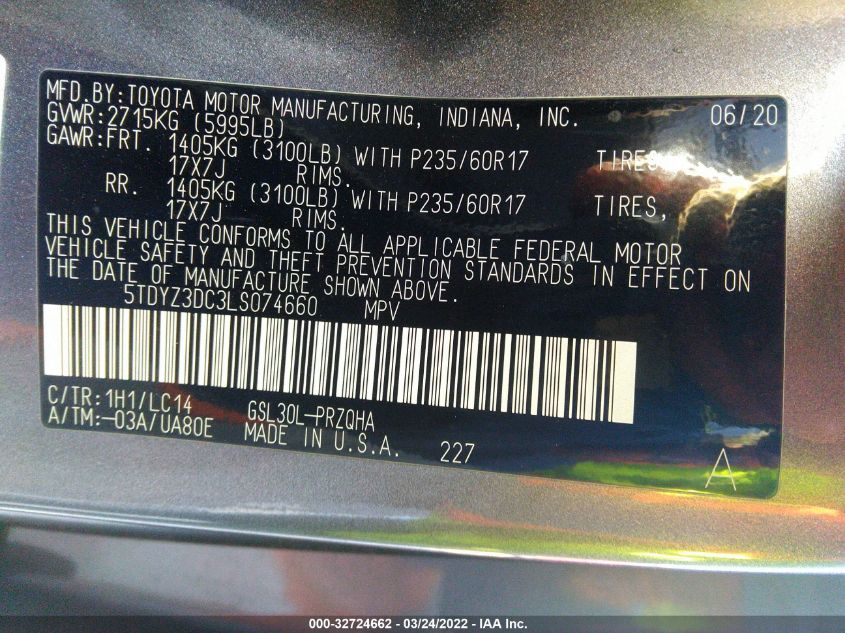 MFD.BY:TOYOTA MOTOR MANUFACTURING, INDIANA, INC. 06/20
GVWR:2715KG (5995LB)
GAWR:FRT. 1405KG (3100LB) WITH P235/60R17 TIRES,
17X7J RIMS.
RR. 1405KG (3100LB) WITH P235/60R17 TIRES,
17X7J RIMS.
THIS VEHICLE CONFORMS TO ALL APPLICABLE FEDERAL MOTOR
VEHICLE SAFETY AND THEFT PREVENTION STANDARDS IN EFFECT ON
THE DATE OF MANUFACTURE SHOWN ABOVE.
5TDYZ3DC3LS074660 MPV
C/TR:1H1/LC14 GSL30L-PRZQHA
A/TM:-03A/UA80E MADE IN U.S.A. 227
A
000-32724662 - 03/24/2022 - IAA Inc.